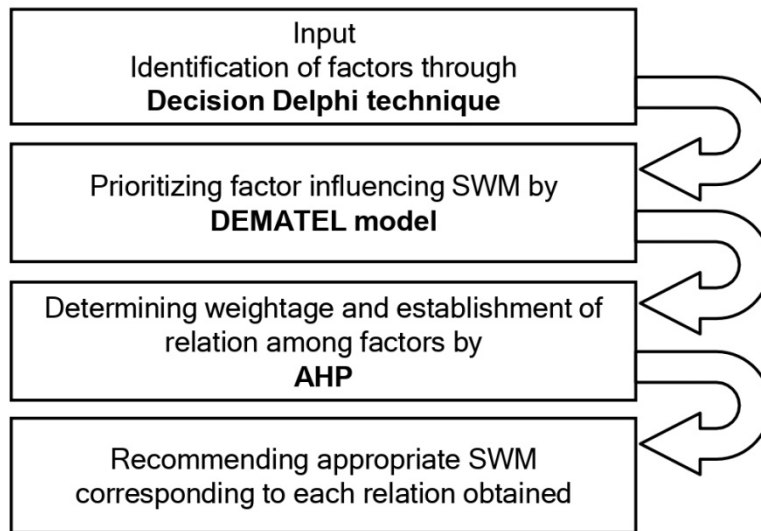 Input
Identification of factors through
Decision Delphi technique
Prioritizing factor influencing SWM by
DEMATEL model
Determining weightage and establishment of
relation among factors by
AHP
Recommending appropriate SWM
corresponding to each relation obtained